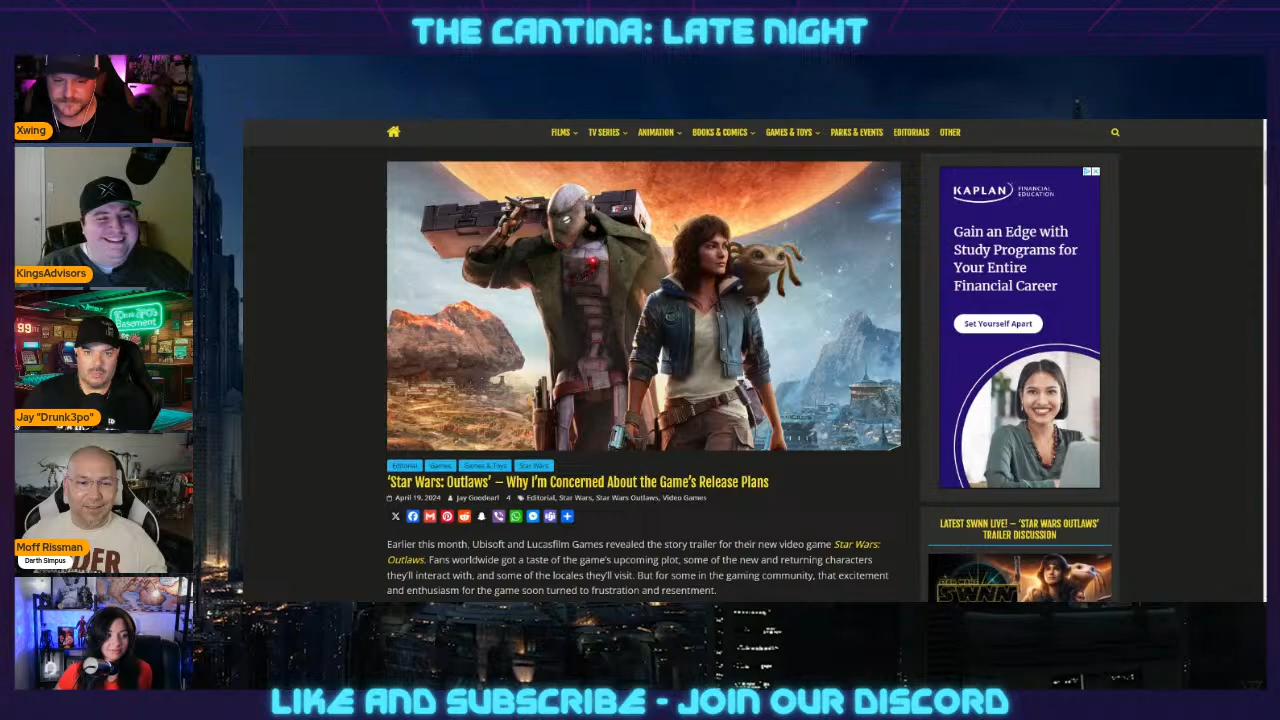 THE CANTINA: LATE NIGHT
Xwing
KingsAdvisors
10en 3PO's
Basement
99
Jay "Drunk3po"
Moff Rissman
Darth Simpus
FILMS TV SERIES ANIMATION BOOKS & COMICS GAMES & TOYS PARKS & EVENTS EDITORIALS OTHER
Editorial Games Games & Toys Star Wars
'Star Wars: Outlaws' – Why I'm Concerned About the Game's Release Plans
April 19, 2024 Jay Goodearl 4 Editorial, Star Wars, Star Wars Outlaws, Video Games
Earlier this month, Ubisoft and Lucasfilm Games revealed the story trailer for their new video game Star Wars:
Outlaws. Fans worldwide got a taste of the game's upcoming plot, some of the new and returning characters
they'll interact with, and some of the locales they'll visit. But for some in the gaming community, that excitement
and enthusiasm for the game soon turned to frustration and resentment.
KAPLAN FINANCIAL
EDUCATION
Gain an Edge with
Study Programs for
Your Entire
Financial Career
Set Yourself Apart
LATEST SWNN LIVE! – 'STAR WARS OUTLAWS'
TRAILER DISCUSSION
SWNN
LIKE AND SUBSCRIBE - JOIN OUR DISCORD